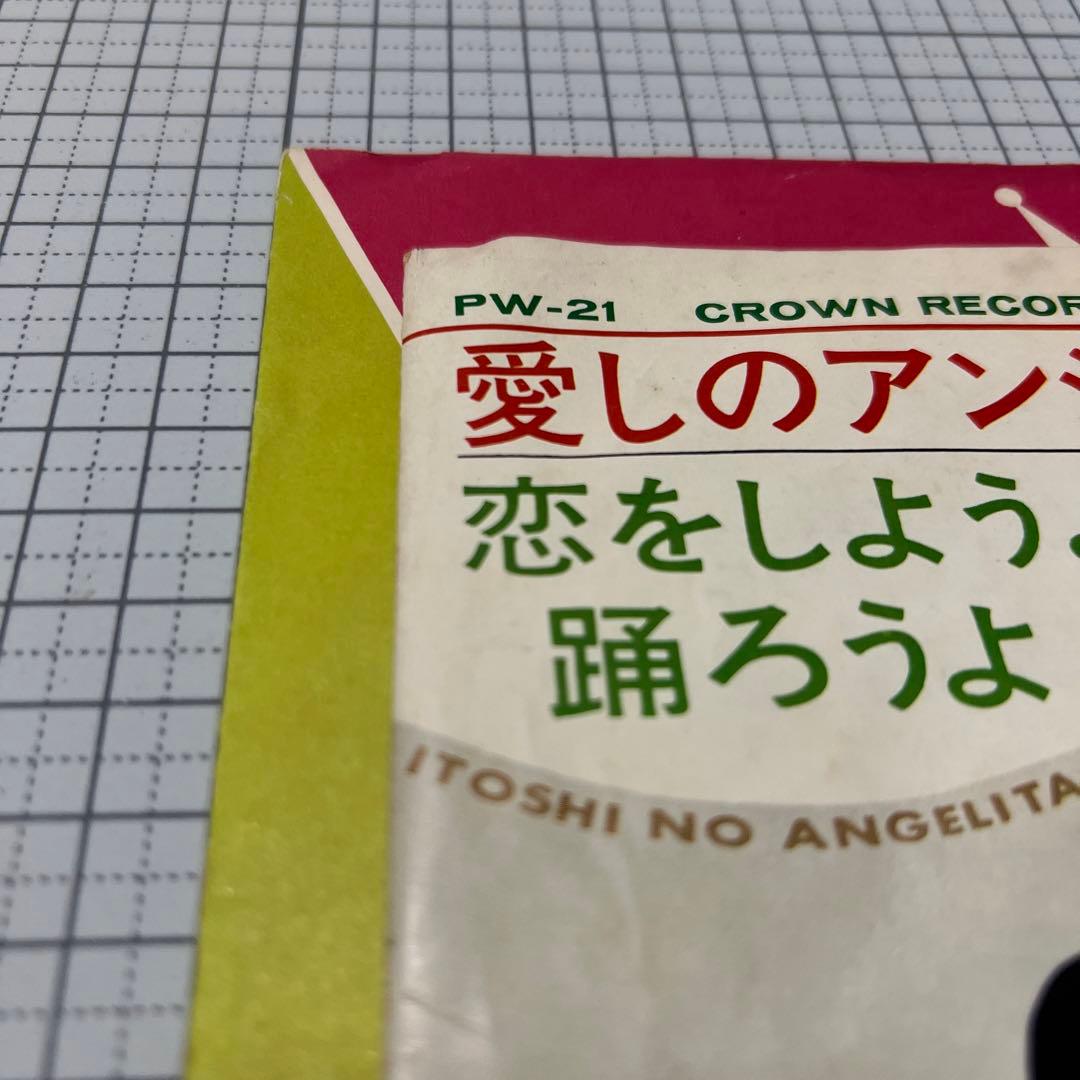 PW-21 CROWN RECOR
愛しのアン
恋をしよう
踊ろうよ
ITOSHI NO ANGELITA